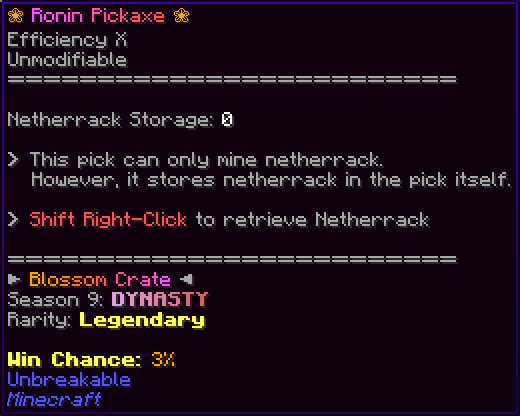 ❀ Ronin Pickaxe ❀
Efficiency X
Unmodifiable
============================
Netherrack Storage: 0
> This pick can only mine netherrack.
However, it stores netherrack in the pick itself.
> Shift Right-Click to retrieve Netherrack
============================
► Blossom Crate ◄
Season 9: DYNASTY
Rarity: Legendary
Win Chance: 3%
Unbreakable
Minecraft